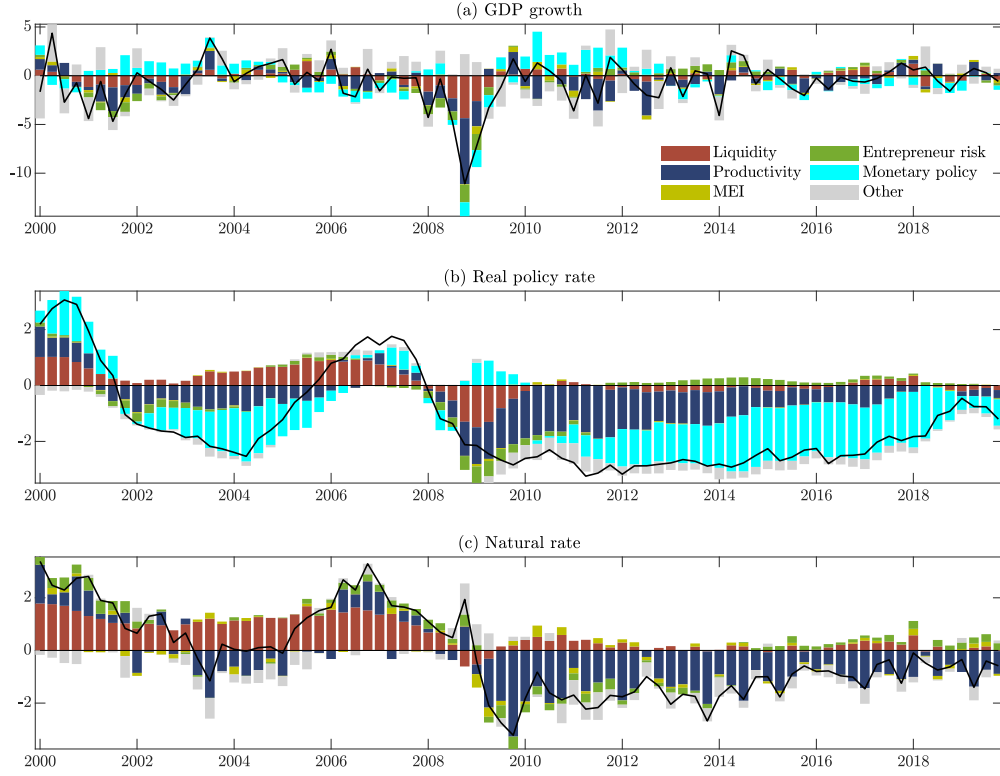 (a) GDP growth
5
0
-5
-10
Liquidity
Entrepreneur risk
Productivity
Monetary policy
MEI
Other
2000 2002 2004 2006 2008 2010 2012 2014 2016 2018
(b) Real policy rate
2
0
-2
2000 2002 2004 2006 2008 2010 2012 2014 2016 2018
(c) Natural rate
2
0
-2
2000 2002 2004 2006 2008 2010 2012 2014 2016 2018